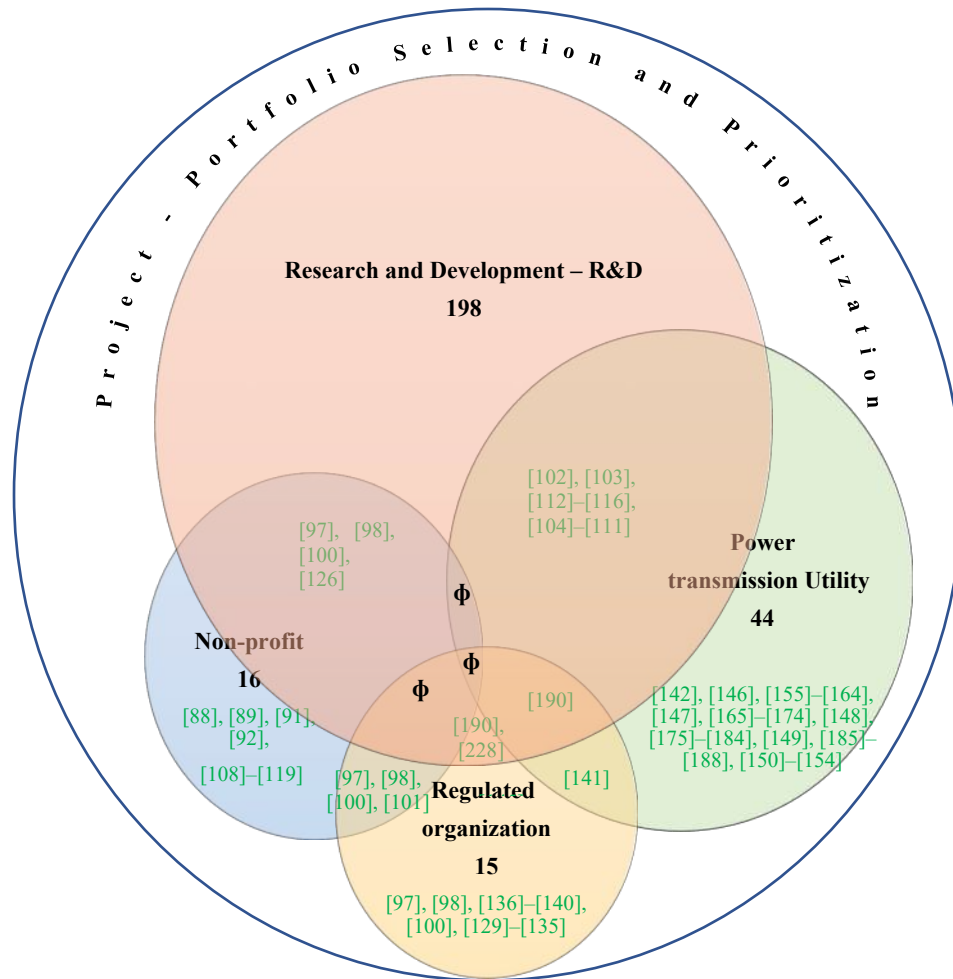 Project - Portfolio Selection and Prioritization
Research and Development – R&D
198
[102], [103],
[112]–[116],
[104]–[111]
[97], [98],
[100],
[126]
Power
transmission Utility
44
ф
Non-profit
16
ф
ф
[190]
[142], [146], [155]–[164],
[147], [165]–[174], [148],
[175]–[184], [149], [185]–
[188], [150]–[154]
[88], [89], [91],
[92],
[108]–[119]
[190],
[228]
[97], [98],
[100], [101]
[141]
Regulated
organization
15
[97], [98], [136]–[140],
[100], [129]–[135]